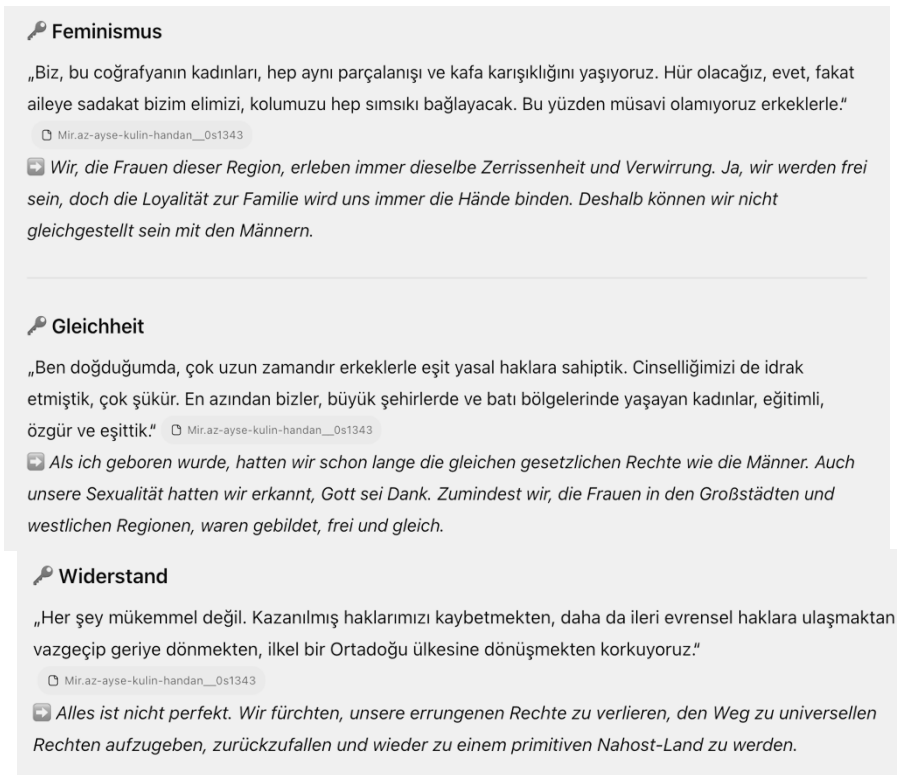 🔑 Feminismus
„Biz, bu coğrafyanın kadınları, hep aynı parçalanışı ve kafa karışıklığını yaşıyoruz. Hür olacağız, evet, fakat
aileye sadakat bizim elimizi, kolumuzu hep sımsıkı bağlayacak. Bu yüzden müsavi olamıyoruz erkeklerle.“
Mir.az-ayse-kulin-handan__0s1343
➡️ Wir, die Frauen dieser Region, erleben immer dieselbe Zerrissenheit und Verwirrung. Ja, wir werden frei
sein, doch die Loyalität zur Familie wird uns immer die Hände binden. Deshalb können wir nicht
gleichgestellt sein mit den Männern.
🔑 Gleichheit
„Ben doğduğumda, çok uzun zamandır erkeklerle eşit yasal haklara sahiptik. Cinselliğimizi de idrak
etmiştik, çok şükür. En azından bizler, büyük şehirlerde ve batı bölgelerinde yaşayan kadınlar, eğitimli,
özgür ve eşittik.“ Mir.az-ayse-kulin-handan__0s1343
➡️ Als ich geboren wurde, hatten wir schon lange die gleichen gesetzlichen Rechte wie die Männer. Auch
unsere Sexualität hatten wir erkannt, Gott sei Dank. Zumindest wir, die Frauen in den Großstädten und
westlichen Regionen, waren gebildet, frei und gleich.
🔑 Widerstand
„Her şey mükemmel değil. Kazanılmış haklarımızı kaybetmekten, daha da ileri evrensel haklara ulaşmaktan
vazgeçip geriye dönmekten, ilkel bir Ortadoğu ülkesine dönüşmekten korkuyoruz.“
Mir.az-ayse-kulin-handan__0s1343
➡️ Alles ist nicht perfekt. Wir fürchten, unsere errungenen Rechte zu verlieren, den Weg zu universellen
Rechten aufzugeben, zurückzufallen und wieder zu einem primitiven Nahost-Land zu werden.